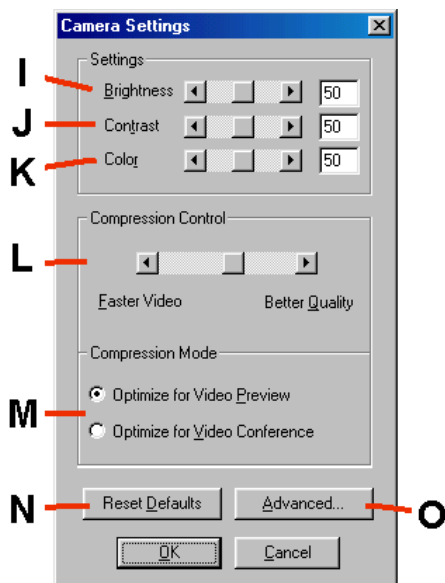 Camera Settings
Settings
I
Brightness 50
J
Contrast 50
K
Color 50
Compression Control
L
Faster Video Better Quality
Compression Mode
M
Optimize for Video Preview
Optimize for Video Conference
N
Reset Defaults Advanced...
O
OK Cancel